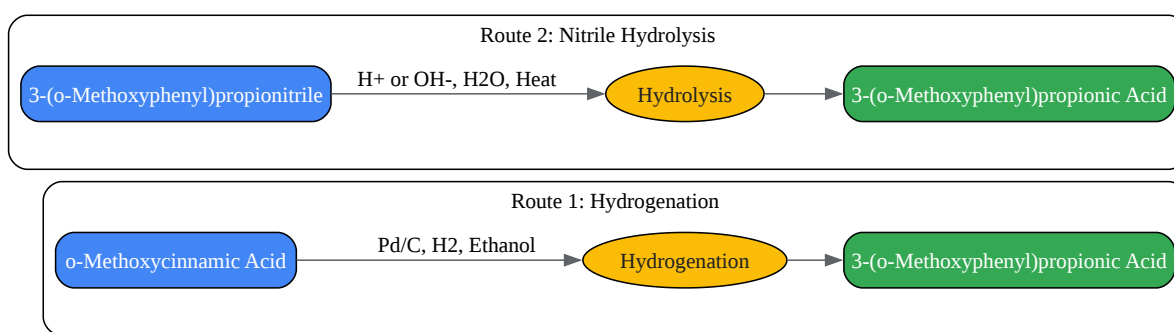 Route 2: Nitrile Hydrolysis
3-(o-Methoxyphenyl)propionitrile
H+ or OH-, H2O, Heat
Hydrolysis
3-(o-Methoxyphenyl)propionic Acid
Route 1: Hydrogenation
o-Methoxycinnamic Acid
Pd/C, H2, Ethanol
Hydrogenation
3-(o-Methoxyphenyl)propionic Acid